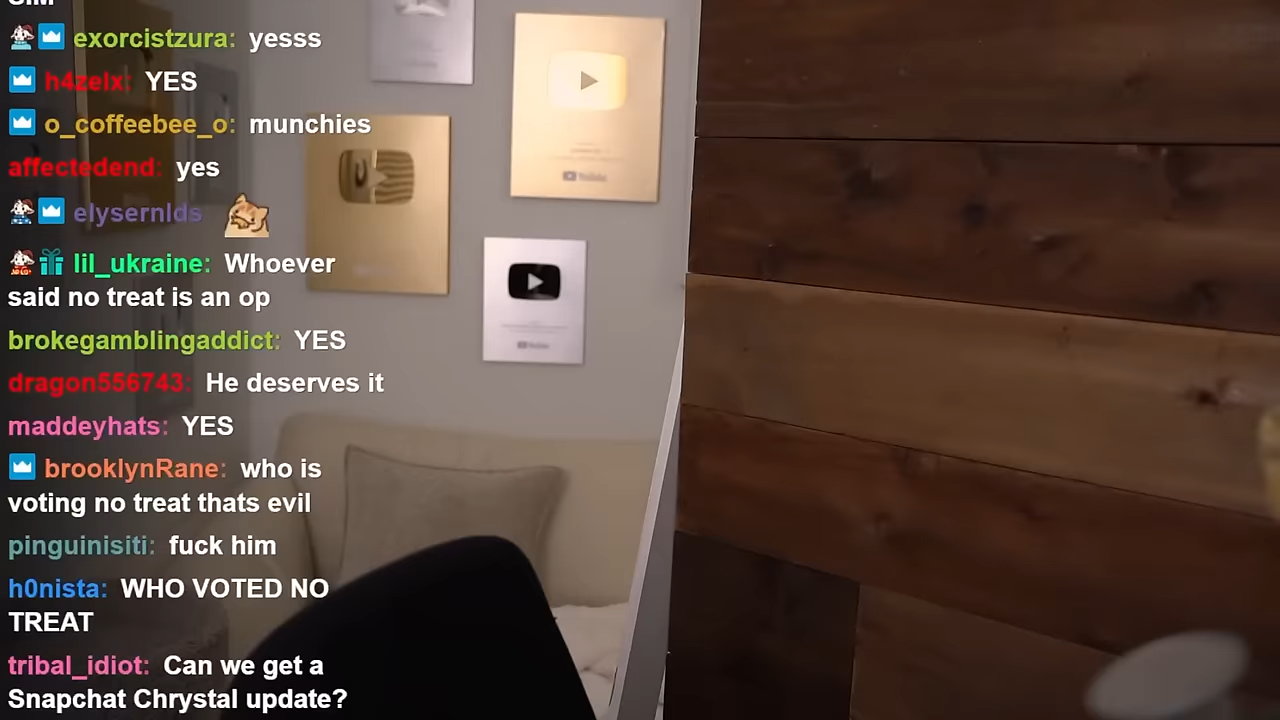 SIM
exorcistzura: yesss
h4zelx: YES
o_coffeebee_o: munchies
affectedend: yes
elysernlds
lil_ukraine: Whoever
said no treat is an op
brokegamblingaddict: YES
dragon556743: He deserves it
maddeyhats: YES
brooklynRane: who is
voting no treat thats evil
pinguinisiti: fuck him
h0nista: WHO VOTED NO
TREAT
tribal_idiot: Can we get a
Snapchat Chrystal update?
YouTube